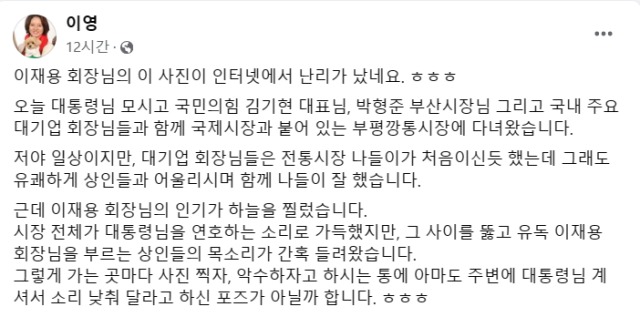 이영
12시간 ·
이재용 회장님의 이 사진이 인터넷에서 난리가 났네요. ㅎㅎㅎ
오늘 대통령님 모시고 국민의힘 김기현 대표님, 박형준 부산시장님 그리고 국내 주요
대기업 회장님들과 함께 국제시장과 붙어 있는 부평깡통시장에 다녀왔습니다.
저야 일상이지만, 대기업 회장님들은 전통시장 나들이가 처음이신듯 했는데 그래도
유쾌하게 상인들과 어울리시며 함께 나들이 잘 했습니다.
근데 이재용 회장님의 인기가 하늘을 찔렀습니다.
시장 전체가 대통령님을 연호하는 소리로 가득했지만, 그 사이를 뚫고 유독 이재용
회장님을 부르는 상인들의 목소리가 간혹 들려왔습니다.
그렇게 가는 곳마다 사진 찍자, 악수하자고 하시는 통에 아마도 주변에 대통령님 계
셔서 소리 낮춰 달라고 하신 포즈가 아닐까 합니다. ㅎㅎㅎ